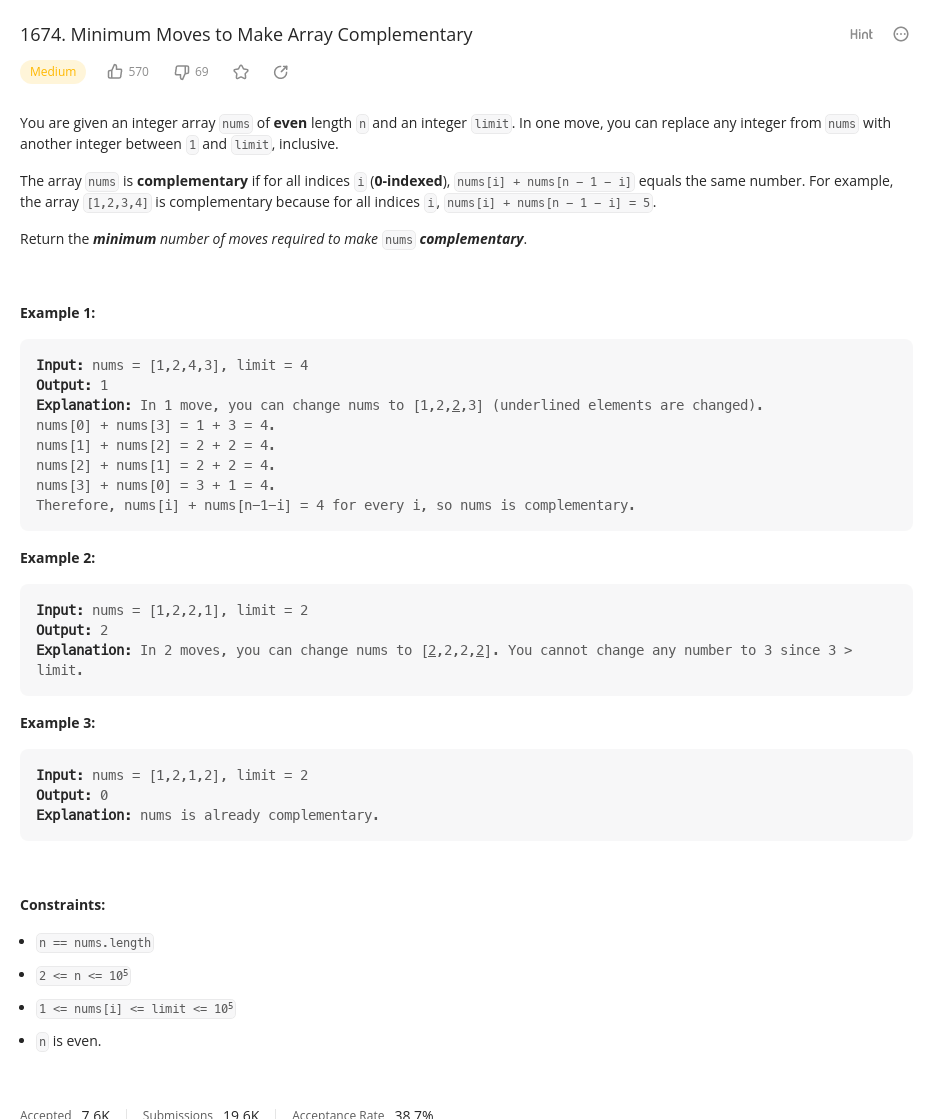 1674. Minimum Moves to Make Array Complementary
Hint
Medium
570
69
You are given an integer array nums of even length n and an integer limit. In one move, you can replace any integer from nums with
another integer between 1 and limit, inclusive.
The array nums is complementary if for all indices i (0-indexed), nums[i] + nums[n - 1 - i] equals the same number. For example,
the array [1,2,3,4] is complementary because for all indices i, nums[i] + nums[n - 1 - i] = 5.
Return the minimum number of moves required to make nums complementary.
Example 1:
Input: nums = [1,2,4,3], limit = 4
Output: 1
Explanation: In 1 move, you can change nums to [1,2,2,3] (underlined elements are changed).
nums[0] + nums[3] = 1 + 3 = 4.
nums[1] + nums[2] = 2 + 2 = 4.
nums[2] + nums[1] = 2 + 2 = 4.
nums[3] + nums[0] = 3 + 1 = 4.
Therefore, nums[i] + nums[n-1-i] = 4 for every i, so nums is complementary.
Example 2:
Input: nums = [1,2,2,1], limit = 2
Output: 2
Explanation: In 2 moves, you can change nums to [2,2,2,2]. You cannot change any number to 3 since 3 >
limit.
Example 3:
Input: nums = [1,2,1,2], limit = 2
Output: 0
Explanation: nums is already complementary.
Constraints:
n == nums.length
2 <= n <= 10⁵
1 <= nums[i] <= limit <= 10⁵
n is even.
Accepted 7.6K Submissions 19.6K Acceptance Rate 38.7%